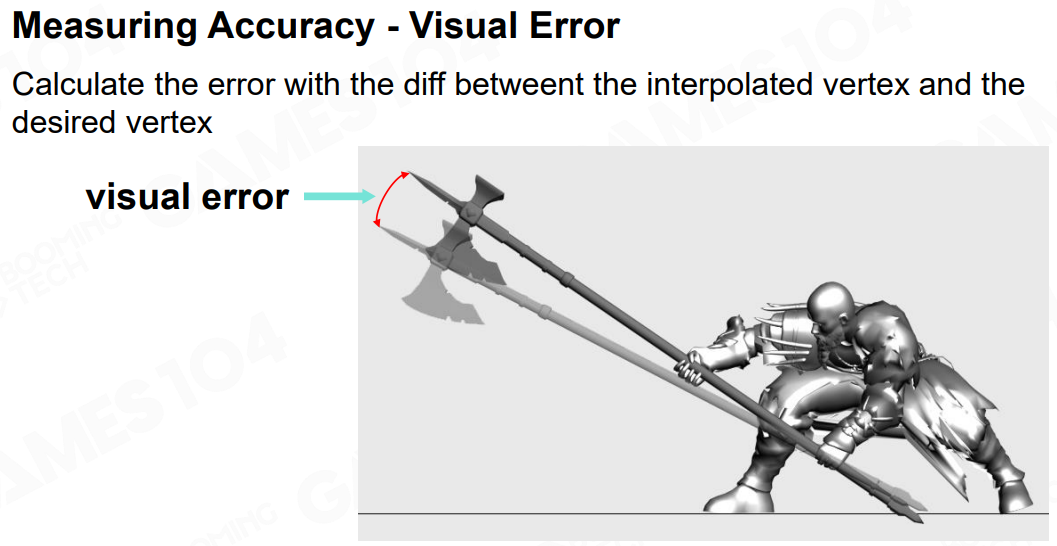 Measuring Accuracy - Visual Error
Calculate the error with the diff betweent the interpolated vertex and the
desired vertex
visual error
GAMES104
BOOMING
TECH